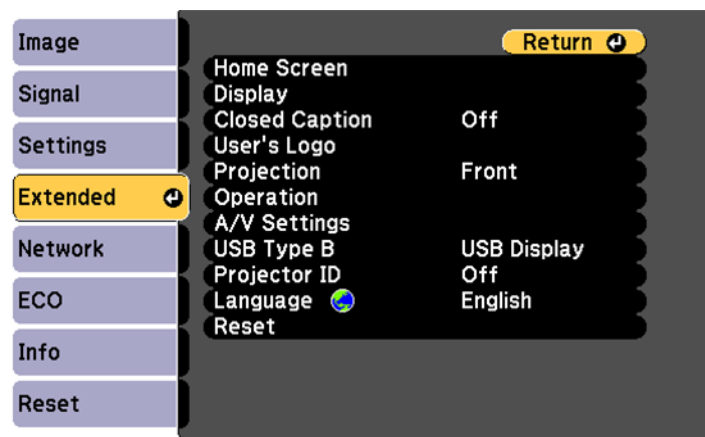 Image
Signal
Settings
Extended
Network
ECO
Info
Reset
Return
Home Screen
Display
Closed Caption Off
User's Logo
Projection Front
Operation
A/V Settings
USB Type B USB Display
Projector ID Off
Language English
Reset